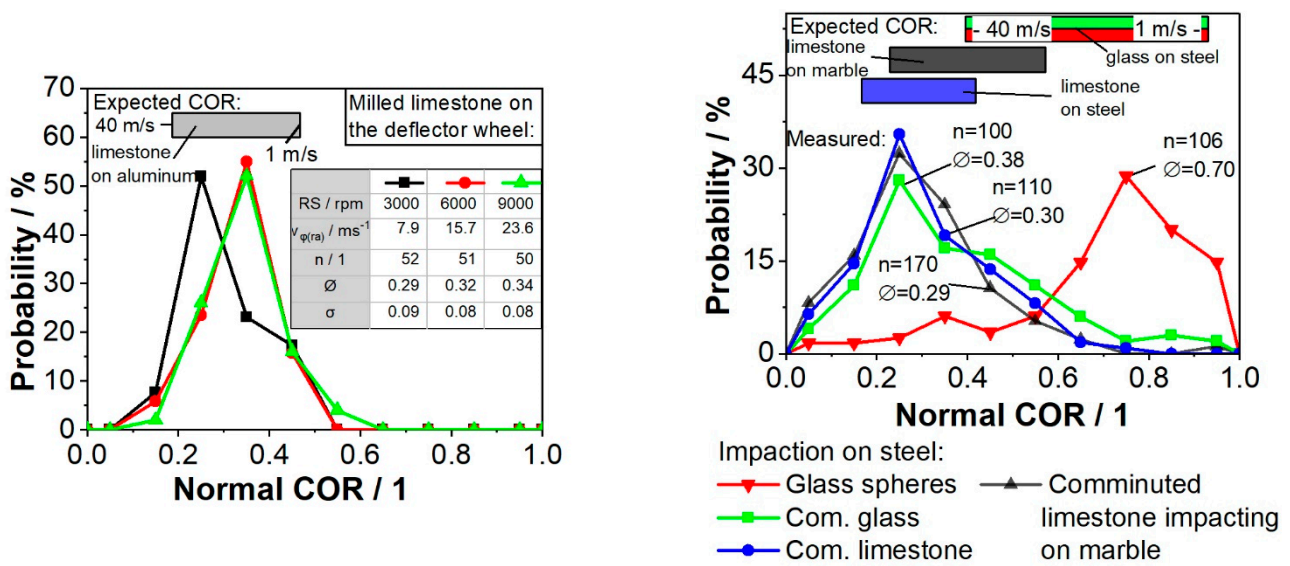 70
60
50
40
30
20
10
0
Probability / %
Expected COR:
40 m/s
limestone
on aluminum
1 m/s
Milled limestone on
the deflector wheel:
RS / rpm 3000 6000 9000
vφ(ra) / ms⁻¹ 7.9 15.7 23.6
n / 1 52 51 50
Ø 0.29 0.32 0.34
σ 0.09 0.08 0.08
0.0 0.2 0.4 0.6 0.8 1.0
Normal COR / 1
45
30
15
0
Probability / %
Expected COR:
- 40 m/s 1 m/s -
limestone
on marble
glass on steel
limestone
on steel
Measured:
n=100
∅=0.38
n=106
∅=0.70
n=110
∅=0.30
n=170
∅=0.29
0.0 0.2 0.4 0.6 0.8 1.0
Normal COR / 1
Impaction on steel:
Glass spheres
Com. glass
Com. limestone
Comminuted
limestone impacting
on marble